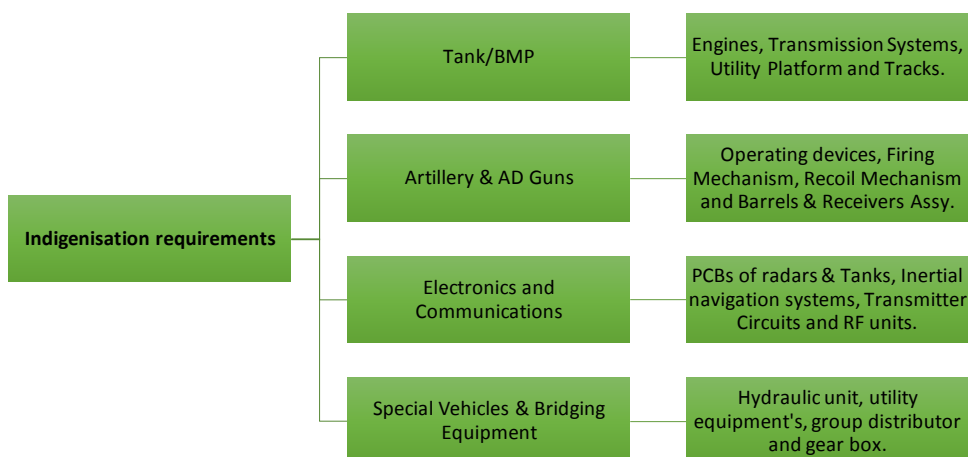 Indigenisation requirements
Tank/BMP
Engines, Transmission Systems,
Utility Platform and Tracks.
Artillery & AD Guns
Operating devices, Firing
Mechanism, Recoil Mechanism
and Barrels & Receivers Assy.
Electronics and
Communications
PCBs of radars & Tanks, Inertial
navigation systems, Transmitter
Circuits and RF units.
Special Vehicles & Bridging
Equipment
Hydraulic unit, utility
equipment's, group distributor
and gear box.